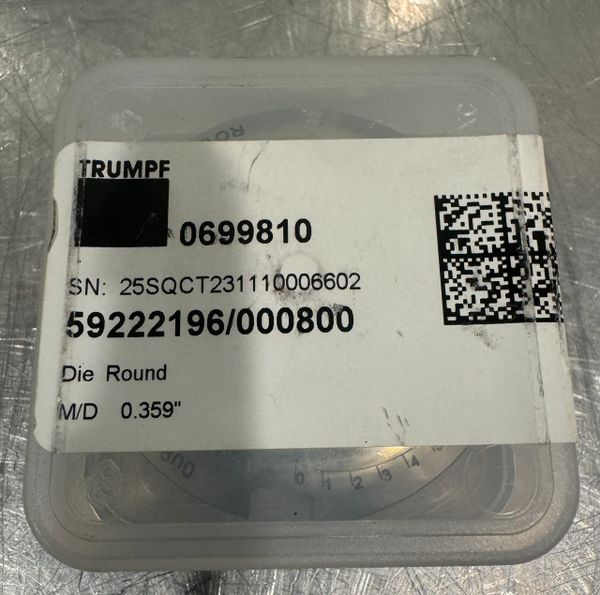 TRUMPF
0699810
SN: 25SQCT231110006602
59222196/000800
Die Round
M/D 0.359"
0 1 2 3 4